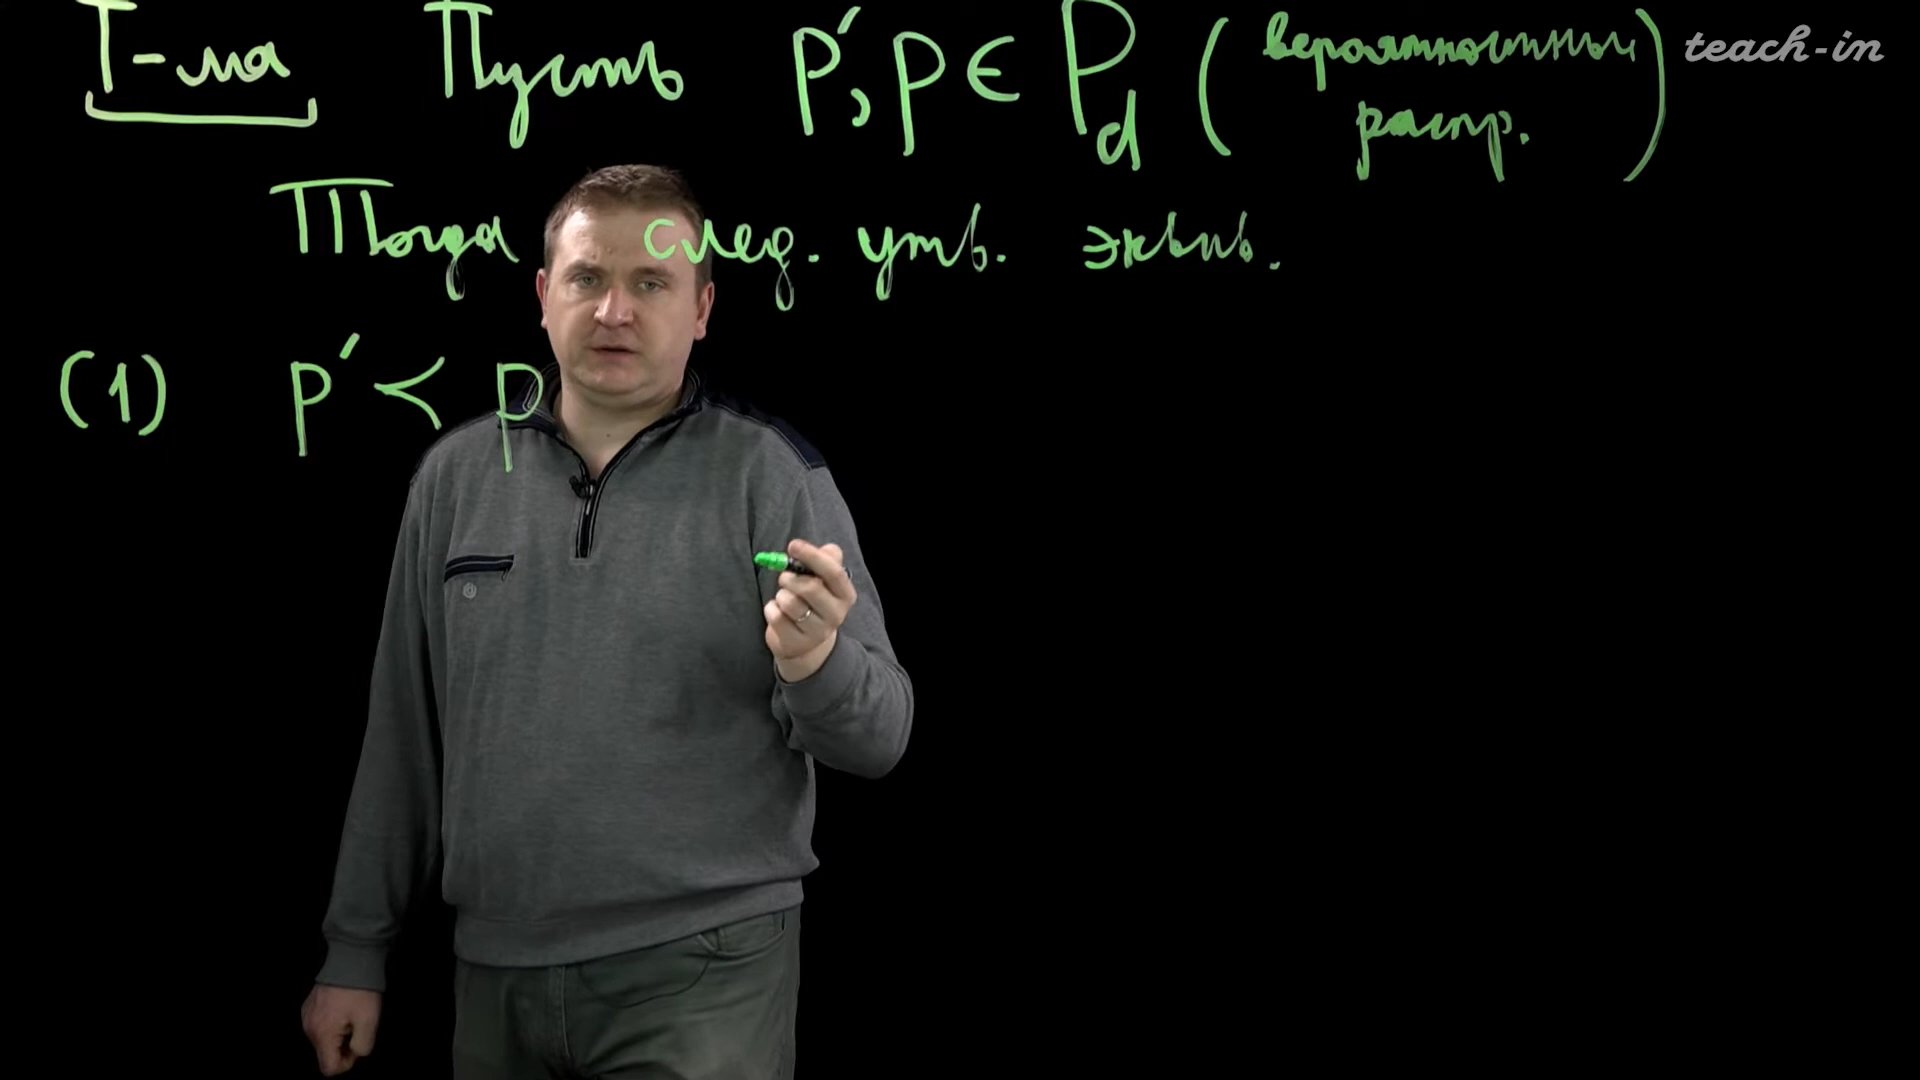 Т-ма Пусть p′, p ∈ P_d (вероятностные распр.) teach-in
Тогда след. утв. эквив.
(1) p′ ≺ p